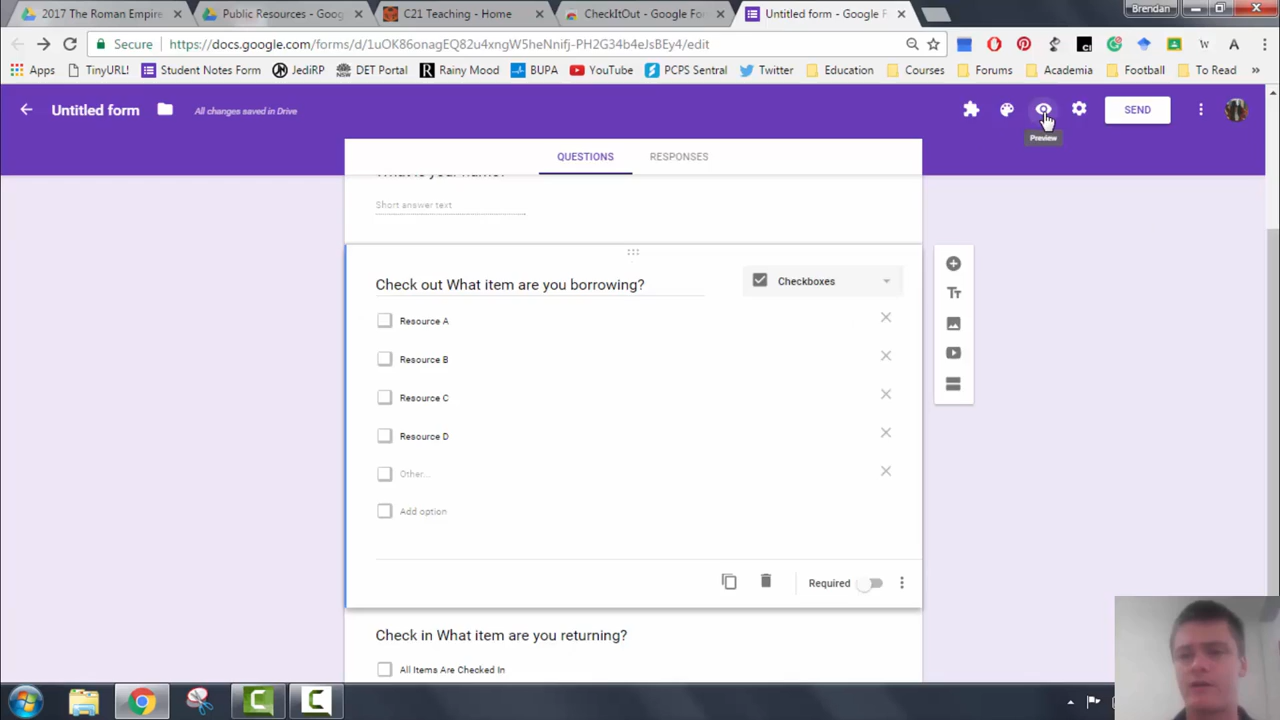 2017 The Roman Empire
Public Resources - Goog
C21 Teaching - Home
CheckItOut - Google Fo
Untitled form - Google F
Brendan
Secure
https://docs.google.com/forms/d/1uOK86snagEQ82u4xngW5heNnifj-PH2G34b4eJsBEy4/edit
Apps
TinyURL!
Student Notes Form
JediRP
DET Portal
Rainy Mood
BUPA
YouTube
PCPS Sentral
Twitter
Education
Courses
Forums
Academia
Football
To Read
»
Untitled form
All changes saved in Drive
SEND
Preview
QUESTIONS
RESPONSES
What is your name?
Short answer text
Check out What item are you borrowing?
Checkboxes
Resource A
Resource B
Resource C
Resource D
Other...
Add option
Required
Check in What item are you returning?
All Items Are Checked In